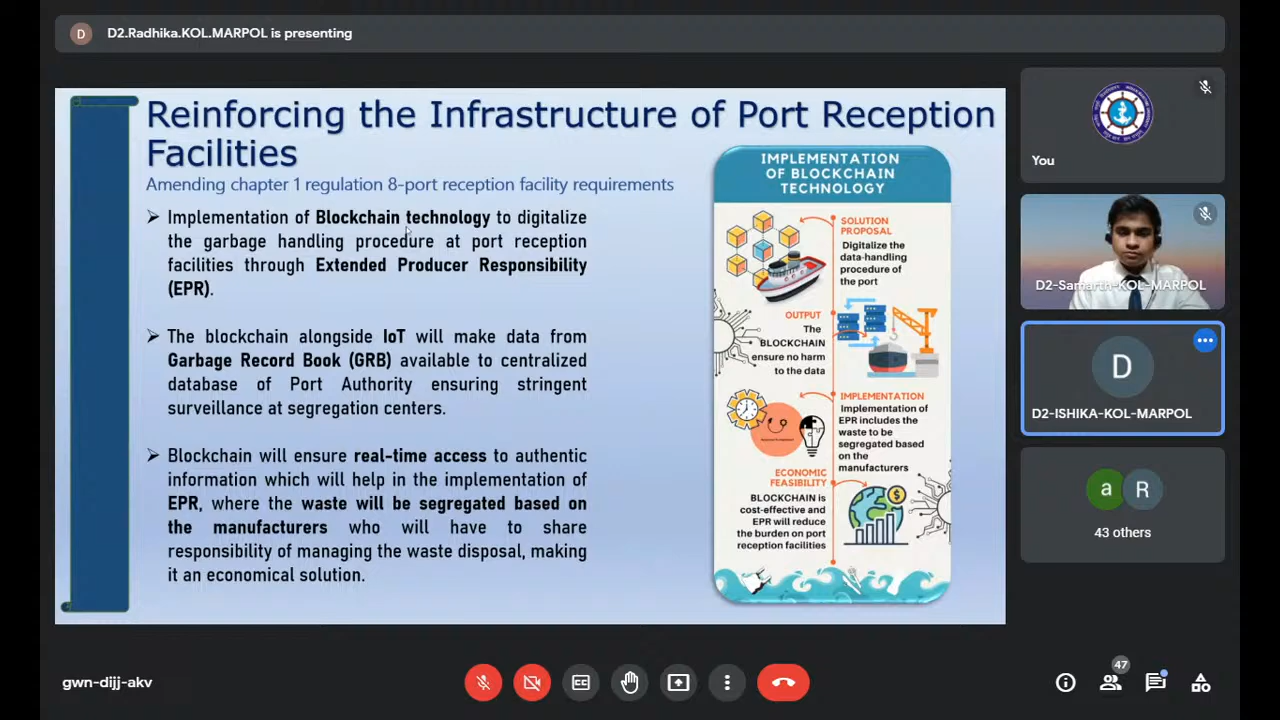 D
D2.Radhika.KOL.MARPOL is presenting
Reinforcing the Infrastructure of Port Reception
Facilities
Amending chapter 1 regulation 8-port reception facility requirements
Implementation of Blockchain technology to digitalize
the garbage handling procedure at port reception
facilities through Extended Producer Responsibility
(EPR).
The blockchain alongside IoT will make data from
Garbage Record Book (GRB) available to centralized
database of Port Authority ensuring stringent
surveillance at segregation centers.
Blockchain will ensure real-time access to authentic
information which will help in the implementation of
EPR, where the waste will be segregated based on
the manufacturers who will have to share
responsibility of managing the waste disposal, making
it an economical solution.
IMPLEMENTATION
OF BLOCKCHAIN
TECHNOLOGY
SOLUTION
PROPOSAL
Digitalize the
data-handling
procedure of
the port
OUTPUT
The
BLOCKCHAIN
ensure no harm
to the data
IMPLEMENTATION
Implementation of
EPR includes the
waste to be
segregated based
on the
manufacturers
ECONOMIC
FEASIBILITY
BLOCKCHAIN is
cost-effective and
EPR will reduce
the burden on port
reception facilities
You
D2-Samarth-KOL-MARPOL
D
D2-ISHIKA-KOL-MARPOL
a R
43 others
gwn-dijj-akv
CC
47